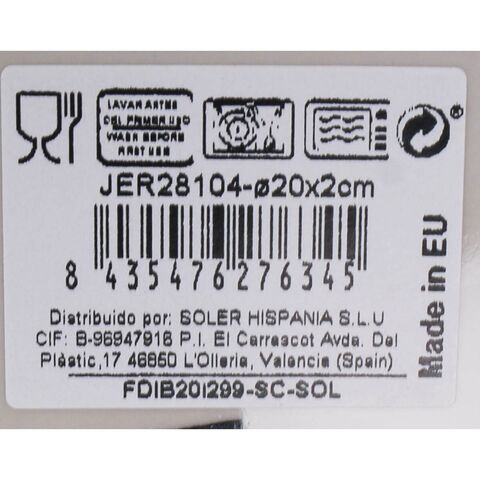 LAVAR ANTES
DEL PRIMER USO
WASH BEFORE
FIRST USE
®
JER28104-ø20x2cm
8 435476 276345
Made in EU
Distribuido por: SOLER HISPANIA S.L.U
CIF: B-96947916 P.I. El Carrascot Avda. Del
Plàstic,17 46850 L'Olleria, Valencia (Spain)
FDIB20I299-SC-SOL